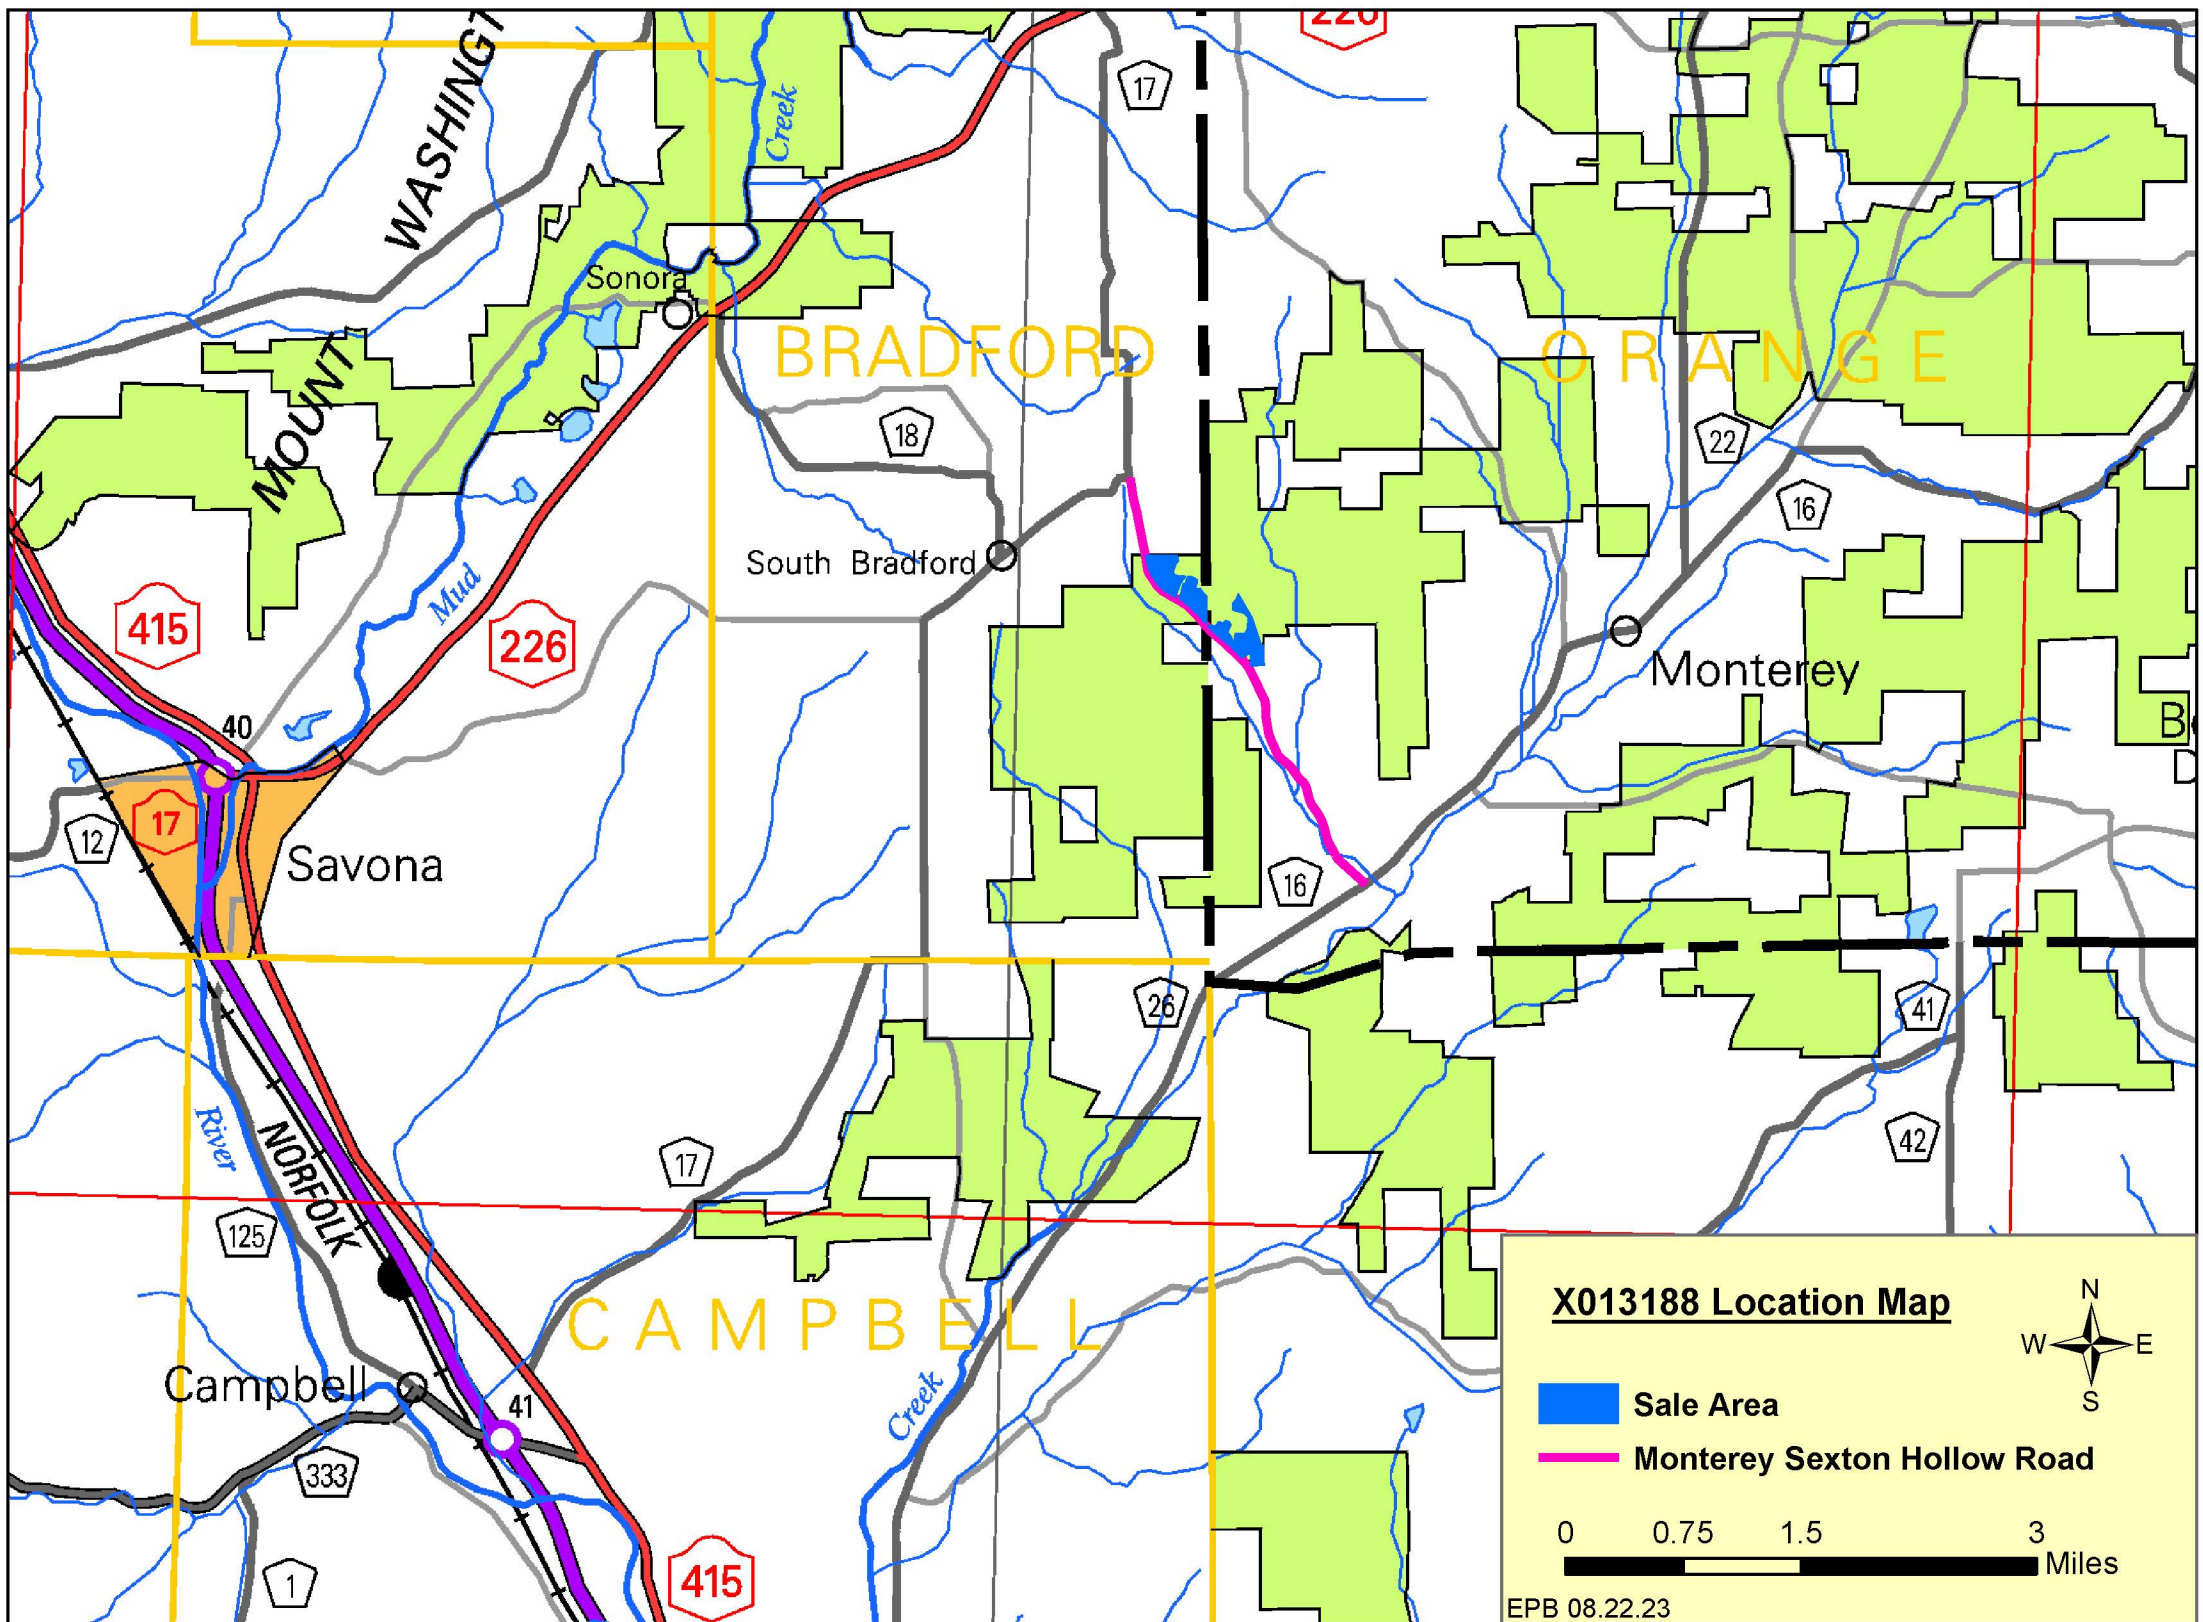 WASHINGT
226
17
Creek
Sonora
BRADFORD
ORANGE
MOUNT
18
22
16
South Bradford
Mud
415
226
Monterey
B
40
17
12
Savona
16
26
41
River
NORFOLK
17
42
125
CAMPBELL
Campbell
41
Creek
333
1
415
X013188 Location Map
N
W E
S
Sale Area
Monterey Sexton Hollow Road
0 0.75 1.5 3
Miles
EPB 08.22.23